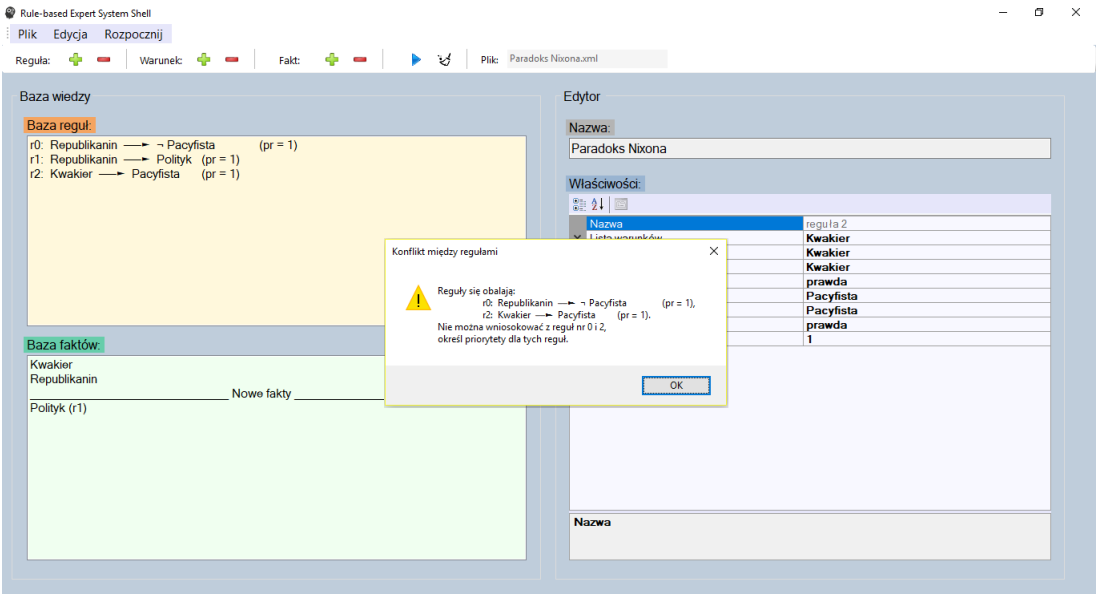 Rule-based Expert System Shell
Plik Edycja Rozpocznij
Reguła: Warunek: Fakt: Plik: Paradoks Nixona.xml
Baza wiedzy
Baza reguł:
r0: Republikanin —► ¬ Pacyfista (pr = 1)
r1: Republikanin —► Polityk (pr = 1)
r2: Kwakier —► Pacyfista (pr = 1)
Baza faktów:
Kwakier
Republikanin
Nowe fakty
Polityk (r1)
Edytor
Nazwa:
Paradoks Nixona
Właściwości:
Nazwa reguła 2
Lista warunków Kwakier
Kwakier
Kwakier
prawda
Pacyfista
Pacyfista
prawda
1
Nazwa
Konflikt między regułami
Reguły się obalają:
r0: Republikanin —► ¬ Pacyfista (pr = 1),
r2: Kwakier —► Pacyfista (pr = 1).
Nie można wniosokować z reguł nr 0 i 2,
określ priorytety dla tych reguł.
OK